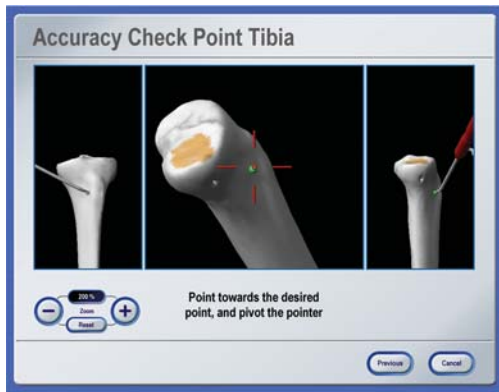 Accuracy Check Point Tibia
200 %
Zoom
Reset
Point towards the desired
point, and pivot the pointer
Previous
Cancel